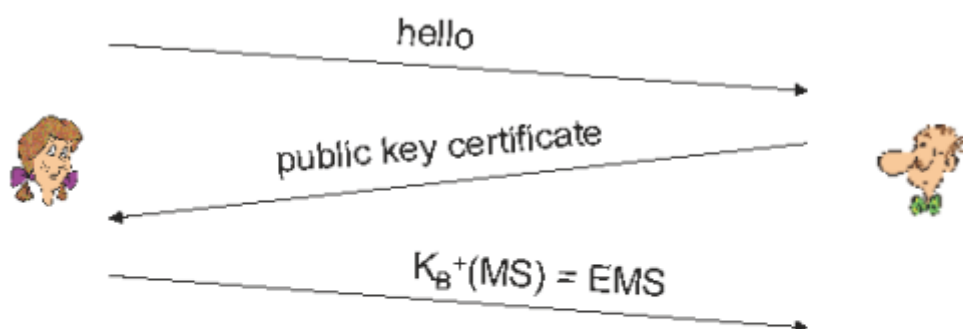 hello
public key certificate
K_B⁺(MS) = EMS